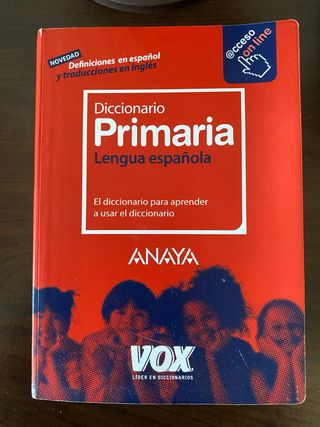 NOVEDAD
Definiciones en español
y traducciones en inglés
@cceso
on line
Diccionario
Primaria
Lengua española
El diccionario para aprender
a usar el diccionario
ANAYA
VOX
LÍDER EN DICCIONARIOS